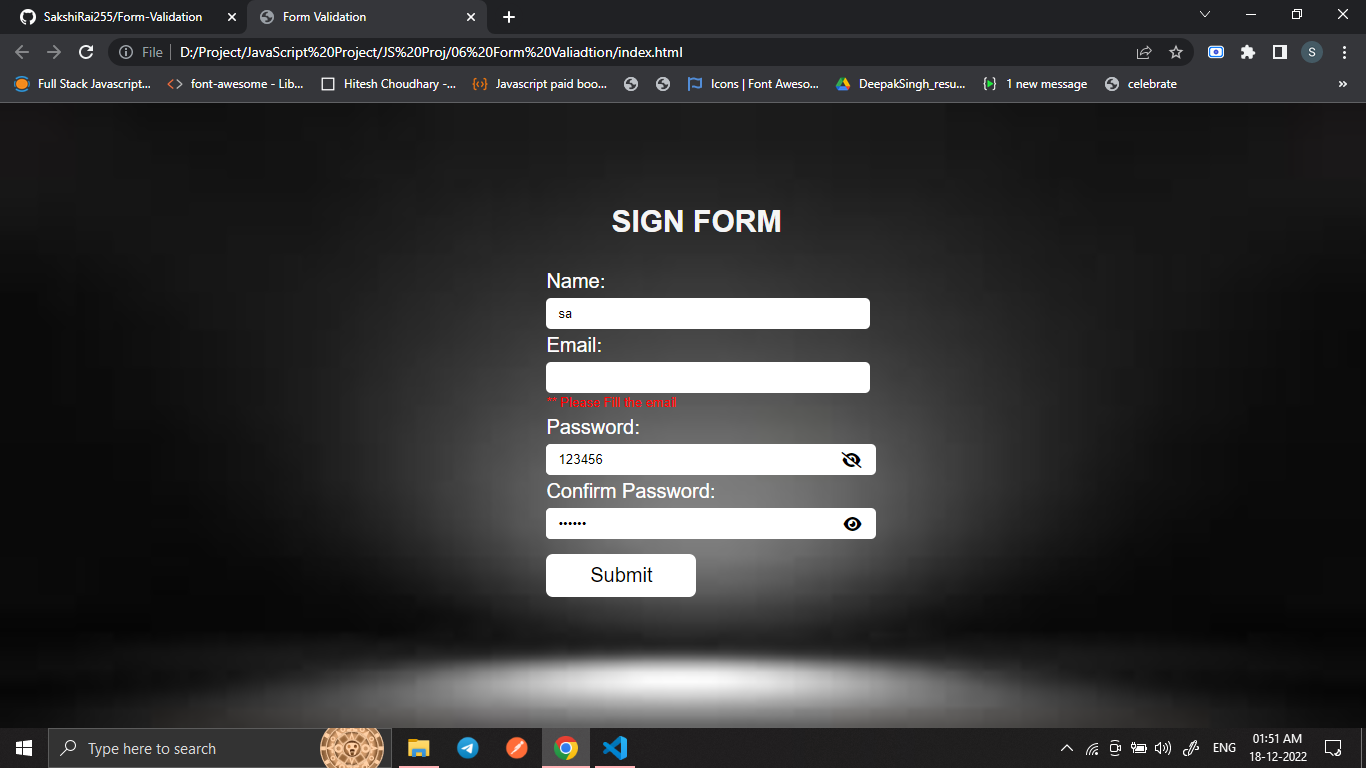 SakshiRai255/Form-Validation
Form Validation
File
D:/Project/JavaScript%20Project/JS%20Proj/06%20Form%20Valiadtion/index.html
S
Full Stack Javascript...
font-awesome - Lib...
Hitesh Choudhary -...
Javascript paid boo...
Icons | Font Aweso...
DeepakSingh_resu...
1 new message
celebrate
»
SIGN FORM
Name:
sa
Email:
** Please Fill the email
Password:
123456
Confirm Password:
••••••
Submit
Type here to search
ENG
01:51 AM
18-12-2022